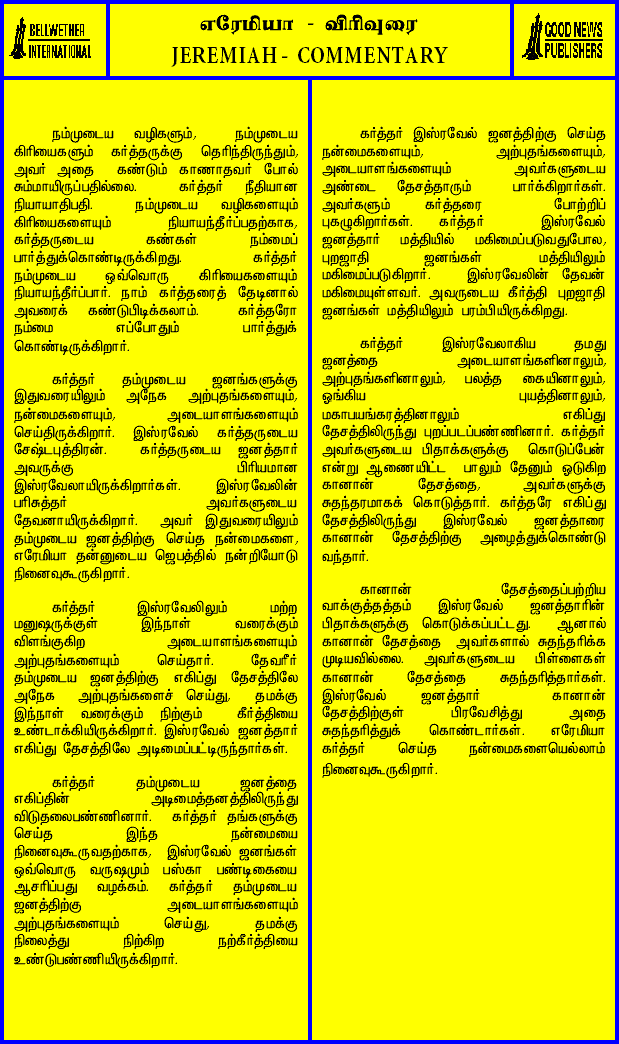 BELLWETHER
INTERNATIONAL
எரேமியா - விரிவுரை
JEREMIAH - COMMENTARY
GOOD NEWS
PUBLISHERS
நம்முடைய வழிகளும், நம்முடைய
கிரியைகளும் கர்த்தருக்கு தெரிந்திருந்தும்,
அவர் அதை கண்டும் காணாதவர் போல்
சும்மாயிருப்பதில்லை. கர்த்தர் நீதியான
நியாயாதிபதி. நம்முடைய வழிகளையும்
கிரியைகளையும் நியாயந்தீர்ப்பதற்காக,
கர்த்தருடைய கண்கள் நம்மைப்
பார்த்துக்கொண்டிருக்கிறது. கர்த்தர்
நம்முடைய ஒவ்வொரு கிரியைகளையும்
நியாயந்தீர்ப்பார். நாம் கர்த்தரைத் தேடினால்
அவரைக் கண்டுபிடிக்கலாம். கர்த்தரோ
நம்மை எப்போதும் பார்த்துக்
கொண்டிருக்கிறார்.
கர்த்தர் தம்முடைய ஜனங்களுக்கு
இதுவரையிலும் அநேக அற்புதங்களையும்,
நன்மைகளையும், அடையாளங்களையும்
செய்திருக்கிறார். இஸ்ரவேல் கர்த்தருடைய
சேஷ்டபுத்திரன். கர்த்தருடைய ஜனத்தார்
அவருக்கு பிரியமான
இஸ்ரவேலாயிருக்கிறார்கள். இஸ்ரவேலின்
பரிசுத்தர் அவர்களுடைய
தேவனாயிருக்கிறார். அவர் இதுவரையிலும்
தம்முடைய ஜனத்திற்கு செய்த நன்மைகளை,
எரேமியா தன்னுடைய ஜெபத்தில் நன்றியோடு
நினைவுகூருகிறார்.
கர்த்தர் இஸ்ரவேலிலும் மற்ற
மனுஷருக்குள் இந்நாள் வரைக்கும்
விளங்குகிற அடையாளங்களையும்
அற்புதங்களையும் செய்தார். தேவரீர்
தம்முடைய ஜனத்திற்கு எகிப்து தேசத்திலே
அநேக அற்புதங்களைச் செய்து, தமக்கு
இந்நாள் வரைக்கும் நிற்கும் கீர்த்தியை
உண்டாக்கியிருக்கிறார். இஸ்ரவேல் ஜனத்தார்
எகிப்து தேசத்திலே அடிமைப்பட்டிருந்தார்கள்.
கர்த்தர் தம்முடைய ஜனத்தை
எகிப்தின் அடிமைத்தனத்திலிருந்து
விடுதலைபண்ணினார். கர்த்தர் தங்களுக்கு
செய்த இந்த நன்மையை
நினைவுகூருவதற்காக, இஸ்ரவேல் ஜனங்கள்
ஒவ்வொரு வருஷமும் பஸ்கா பண்டிகையை
ஆசரிப்பது வழக்கம். கர்த்தர் தம்முடைய
ஜனத்திற்கு அடையாளங்களையும்
அற்புதங்களையும் செய்து, தமக்கு
நிலைத்து நிற்கிற நற்கீர்த்தியை
உண்டுபண்ணியிருக்கிறார்.
கர்த்தர் இஸ்ரவேல் ஜனத்திற்கு செய்த
நன்மைகளையும், அற்புதங்களையும்,
அடையாளங்களையும் அவர்களுடைய
அண்டை தேசத்தாரும் பார்க்கிறார்கள்.
அவர்களும் கர்த்தரை போற்றிப்
புகழுகிறார்கள். கர்த்தர் இஸ்ரவேல்
ஜனத்தார் மத்தியில் மகிமைப்படுவதுபோல,
புறஜாதி ஜனங்கள் மத்தியிலும்
மகிமைப்படுகிறார். இஸ்ரவேலின் தேவன்
மகிமையுள்ளவர். அவருடைய கீர்த்தி புறஜாதி
ஜனங்கள் மத்தியிலும் பரம்பியிருக்கிறது.
கர்த்தர் இஸ்ரவேலாகிய தமது
ஜனத்தை அடையாளங்களினாலும்,
அற்புதங்களினாலும், பலத்த கையினாலும்,
ஓங்கிய புயத்தினாலும்,
மகாபயங்கரத்தினாலும் எகிப்து
தேசத்திலிருந்து புறப்படப்பண்ணினார். கர்த்தர்
அவர்களுடைய பிதாக்களுக்கு கொடுப்பேன்
என்று ஆணையிட்ட பாலும் தேனும் ஓடுகிற
கானான் தேசத்தை, அவர்களுக்கு
சுதந்தரமாகக் கொடுத்தார். கர்த்தரே எகிப்து
தேசத்திலிருந்து இஸ்ரவேல் ஜனத்தாரை
கானான் தேசத்திற்கு அழைத்துக்கொண்டு
வந்தார்.
கானான் தேசத்தைப்பற்றிய
வாக்குத்தத்தம் இஸ்ரவேல் ஜனத்தாரின்
பிதாக்களுக்கு கொடுக்கப்பட்டது. ஆனால்
கானான் தேசத்தை அவர்களால் சுதந்தரிக்க
முடியவில்லை. அவர்களுடைய பிள்ளைகள்
கானான் தேசத்தை சுதந்தரித்தார்கள்.
இஸ்ரவேல் ஜனத்தார் கானான்
தேசத்திற்குள் பிரவேசித்து அதை
சுதந்தரித்துக் கொண்டார்கள். எரேமியா
கர்த்தர் செய்த நன்மைகளையெல்லாம்
நினைவுகூருகிறார்.